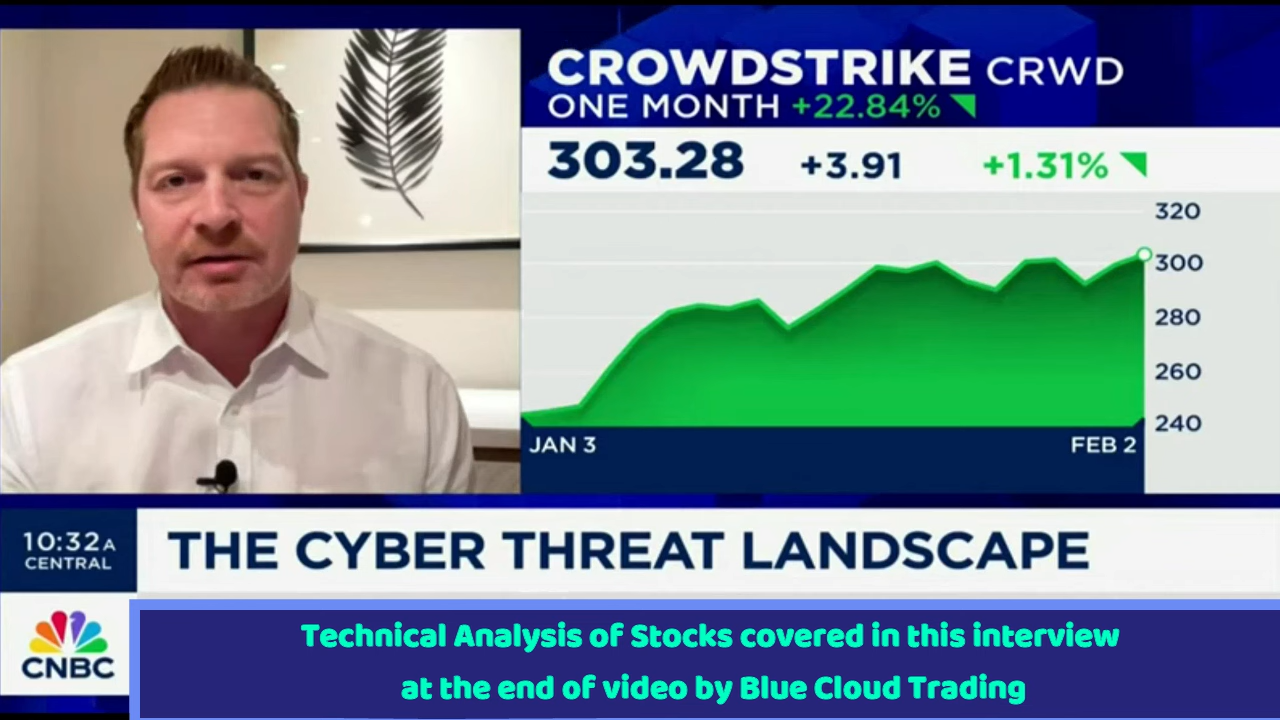 CROWDSTRIKE CRWD
ONE MONTH +22.84%
303.28 +3.91 +1.31%
320
300
280
260
240
JAN 3 FEB 2
10:32A
CENTRAL
THE CYBER THREAT LANDSCAPE
CNBC
Technical Analysis of Stocks covered in this interview
at the end of video by Blue Cloud Trading